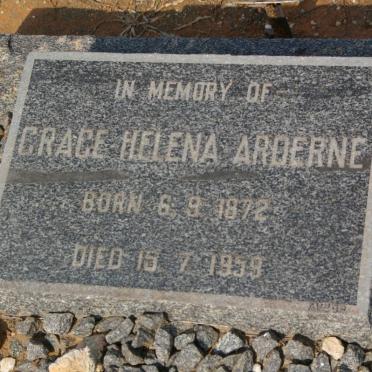 IN MEMORY OF
GRACE HELENA ARDERNE
BORN 6. 9. 1872
DIED 15. 7. 1959